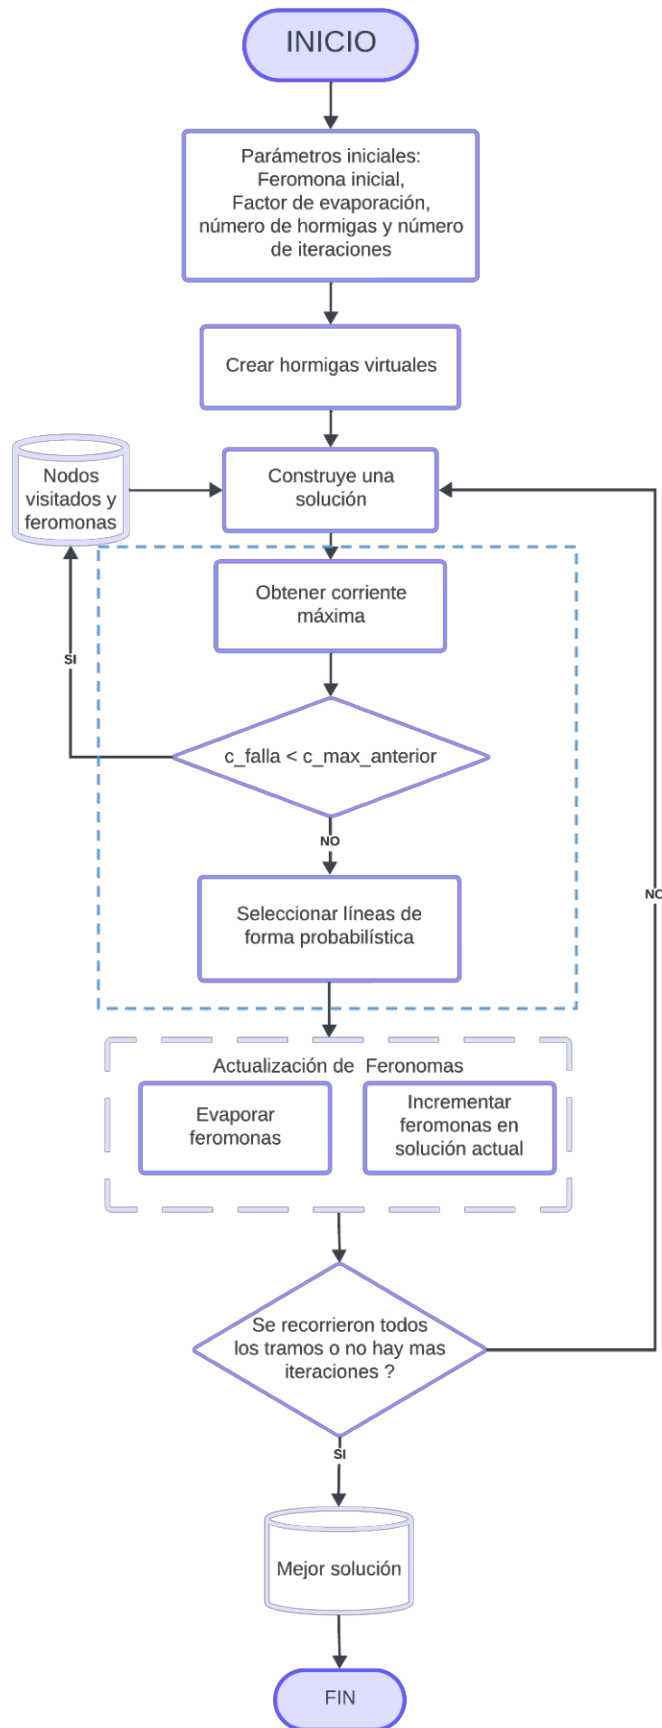 INICIO
Parámetros iniciales:
Feromona inicial,
Factor de evaporación,
número de hormigas y número
de iteraciones
Crear hormigas virtuales
Nodos
visitados y
feromonas
Construye una
solución
Obtener corriente
máxima
SI
c_falla < c_max_anterior
NO
Seleccionar líneas de
forma probabilística
NO
Actualización de Feronomas
Evaporar
feromonas
Incrementar
feromonas en
solución actual
Se recorrieron todos
los tramos o no hay mas
iteraciones ?
SI
Mejor solución
FIN